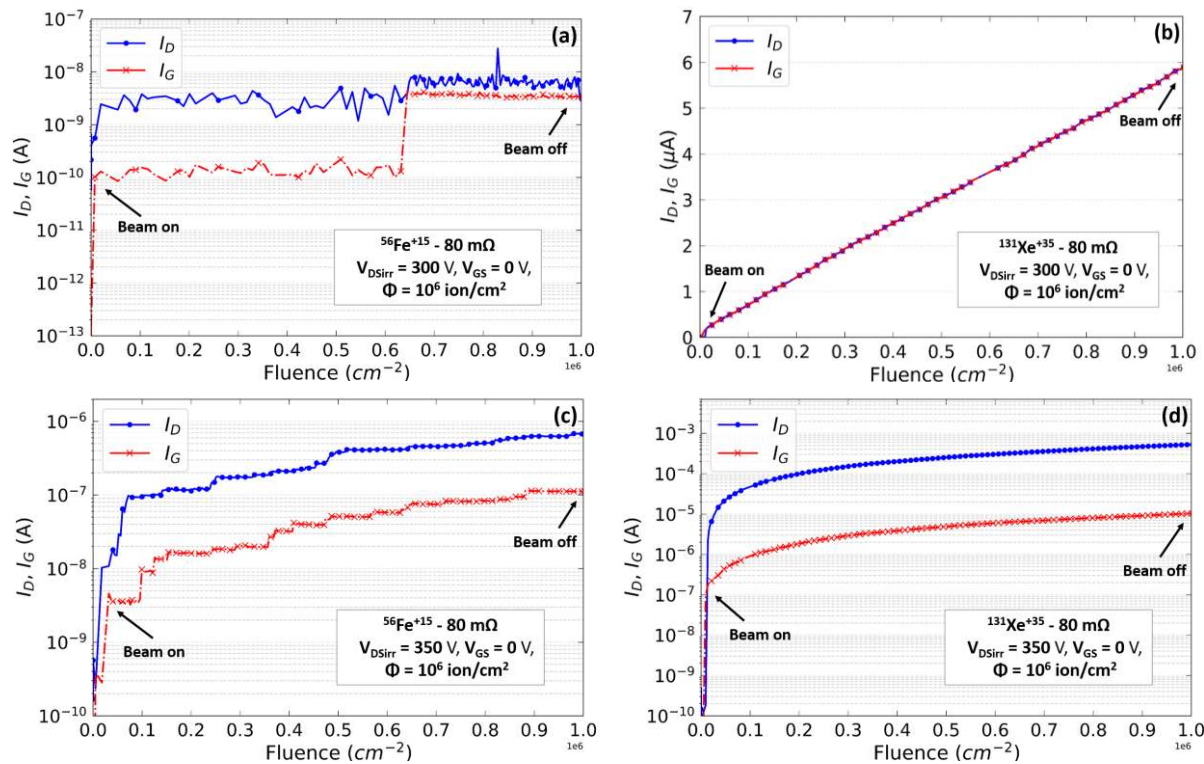 (a)
I_D
I_G
I_D, I_G (A)
10⁻⁷
10⁻⁸
10⁻⁹
10⁻¹⁰
10⁻¹¹
10⁻¹²
10⁻¹³
Beam on
Beam off
⁵⁶Fe⁺¹⁵ - 80 mΩ
V_DSirr = 300 V, V_GS = 0 V,
Φ = 10⁶ ion/cm²
0.0 0.1 0.2 0.3 0.4 0.5 0.6 0.7 0.8 0.9 1.0
1e6
Fluence (cm⁻²)
(b)
I_D
I_G
I_D, I_G (µA)
7
6
5
4
3
2
1
0
Beam on
Beam off
¹³¹Xe⁺³⁵ - 80 mΩ
V_DSirr = 300 V, V_GS = 0 V,
Φ = 10⁶ ion/cm²
0.0 0.1 0.2 0.3 0.4 0.5 0.6 0.7 0.8 0.9 1.0
1e6
Fluence (cm⁻²)
(c)
I_D
I_G
I_D, I_G (A)
10⁻⁶
10⁻⁷
10⁻⁸
10⁻⁹
10⁻¹⁰
Beam on
Beam off
⁵⁶Fe⁺¹⁵ - 80 mΩ
V_DSirr = 350 V, V_GS = 0 V,
Φ = 10⁶ ion/cm²
0.0 0.1 0.2 0.3 0.4 0.5 0.6 0.7 0.8 0.9 1.0
1e6
Fluence (cm⁻²)
(d)
I_D
I_G
I_D, I_G (A)
10⁻³
10⁻⁴
10⁻⁵
10⁻⁶
10⁻⁷
10⁻⁸
10⁻⁹
10⁻¹⁰
Beam on
Beam off
¹³¹Xe⁺³⁵ - 80 mΩ
V_DSirr = 350 V, V_GS = 0 V,
Φ = 10⁶ ion/cm²
0.0 0.1 0.2 0.3 0.4 0.5 0.6 0.7 0.8 0.9 1.0
1e6
Fluence (cm⁻²)